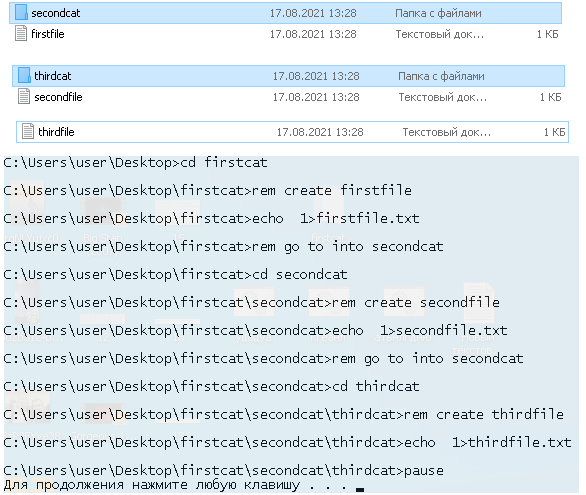 secondcat 17.08.2021 13:28 Папка с файлами
firstfile 17.08.2021 13:28 Текстовый док... 1 КБ
thirdcat 17.08.2021 13:28 Папка с файлами
secondfile 17.08.2021 13:28 Текстовый док... 1 КБ
thirdfile 17.08.2021 13:28 Текстовый док... 1 КБ
C:\Users\user\Desktop>cd firstcat
C:\Users\user\Desktop\firstcat>rem create firstfile
C:\Users\user\Desktop\firstcat>echo  1>firstfile.txt
C:\Users\user\Desktop\firstcat>rem go to into secondcat
C:\Users\user\Desktop\firstcat>cd secondcat
C:\Users\user\Desktop\firstcat\secondcat>rem create secondfile
C:\Users\user\Desktop\firstcat\secondcat>echo  1>secondfile.txt
C:\Users\user\Desktop\firstcat\secondcat>rem go to into secondcat
C:\Users\user\Desktop\firstcat\secondcat>cd thirdcat
C:\Users\user\Desktop\firstcat\secondcat\thirdcat>rem create thirdfile
C:\Users\user\Desktop\firstcat\secondcat\thirdcat>echo  1>thirdfile.txt
C:\Users\user\Desktop\firstcat\secondcat\thirdcat>pause
Для продолжения нажмите любую клавишу . . .